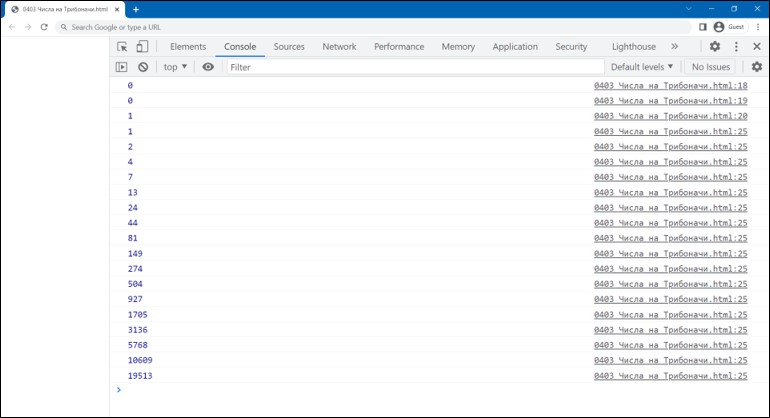 0403 Числа на Трибоначи.html
Search Google or type a URL
Guest
Elements Console Sources Network Performance Memory Application Security Lighthouse
top Filter Default levels No Issues
0 0403 Числа на Трибоначи.html:18
0 0403 Числа на Трибоначи.html:19
1 0403 Числа на Трибоначи.html:20
1 0403 Числа на Трибоначи.html:25
2 0403 Числа на Трибоначи.html:25
4 0403 Числа на Трибоначи.html:25
7 0403 Числа на Трибоначи.html:25
13 0403 Числа на Трибоначи.html:25
24 0403 Числа на Трибоначи.html:25
44 0403 Числа на Трибоначи.html:25
81 0403 Числа на Трибоначи.html:25
149 0403 Числа на Трибоначи.html:25
274 0403 Числа на Трибоначи.html:25
504 0403 Числа на Трибоначи.html:25
927 0403 Числа на Трибоначи.html:25
1705 0403 Числа на Трибоначи.html:25
3136 0403 Числа на Трибоначи.html:25
5768 0403 Числа на Трибоначи.html:25
10609 0403 Числа на Трибоначи.html:25
19513 0403 Числа на Трибоначи.html:25